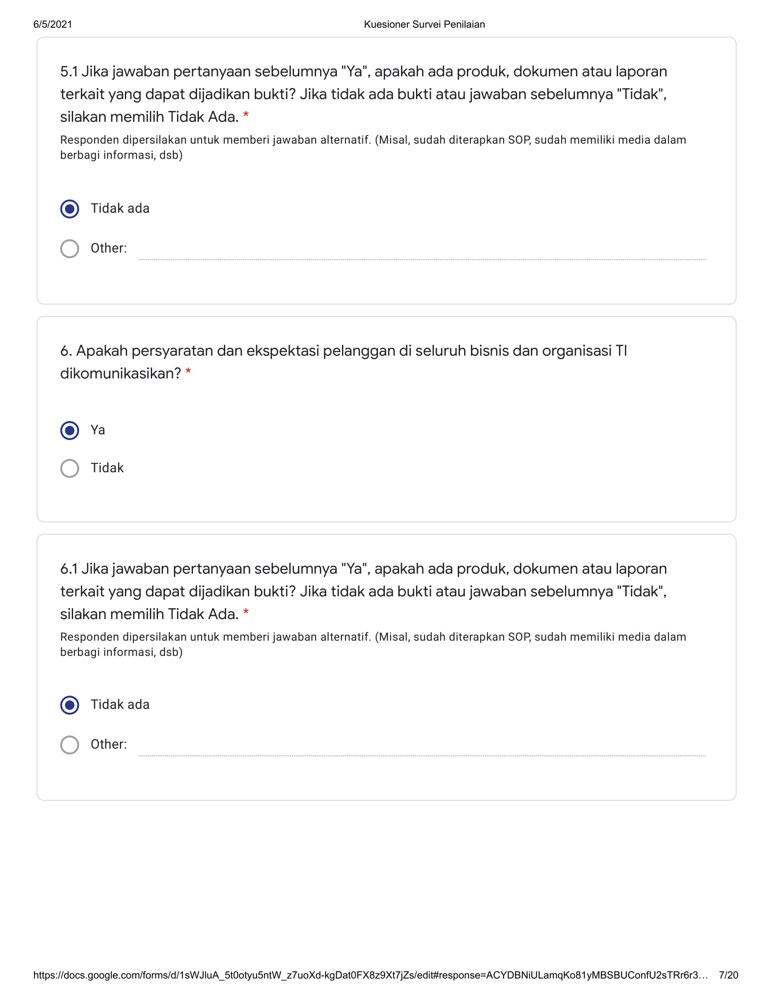 6/5/2021 Kuesioner Survei Penilaian
5.1 Jika jawaban pertanyaan sebelumnya "Ya", apakah ada produk, dokumen atau laporan
terkait yang dapat dijadikan bukti? Jika tidak ada bukti atau jawaban sebelumnya "Tidak",
silakan memilih Tidak Ada. *
Responden dipersilakan untuk memberi jawaban alternatif. (Misal, sudah diterapkan SOP, sudah memiliki media dalam
berbagi informasi, dsb)
Tidak ada
Other:
6. Apakah persyaratan dan ekspektasi pelanggan di seluruh bisnis dan organisasi TI
dikomunikasikan? *
Ya
Tidak
6.1 Jika jawaban pertanyaan sebelumnya "Ya", apakah ada produk, dokumen atau laporan
terkait yang dapat dijadikan bukti? Jika tidak ada bukti atau jawaban sebelumnya "Tidak",
silakan memilih Tidak Ada. *
Responden dipersilakan untuk memberi jawaban alternatif. (Misal, sudah diterapkan SOP, sudah memiliki media dalam
berbagi informasi, dsb)
Tidak ada
Other:
https://docs.google.com/forms/d/1sWJIuA_5t0otyu5ntW_z7uoXd-kgDat0FX8z9Xt7jZs/edit#response=ACYDBNiULamqKo81yMBSBUConfU2sTRr6r3… 7/20